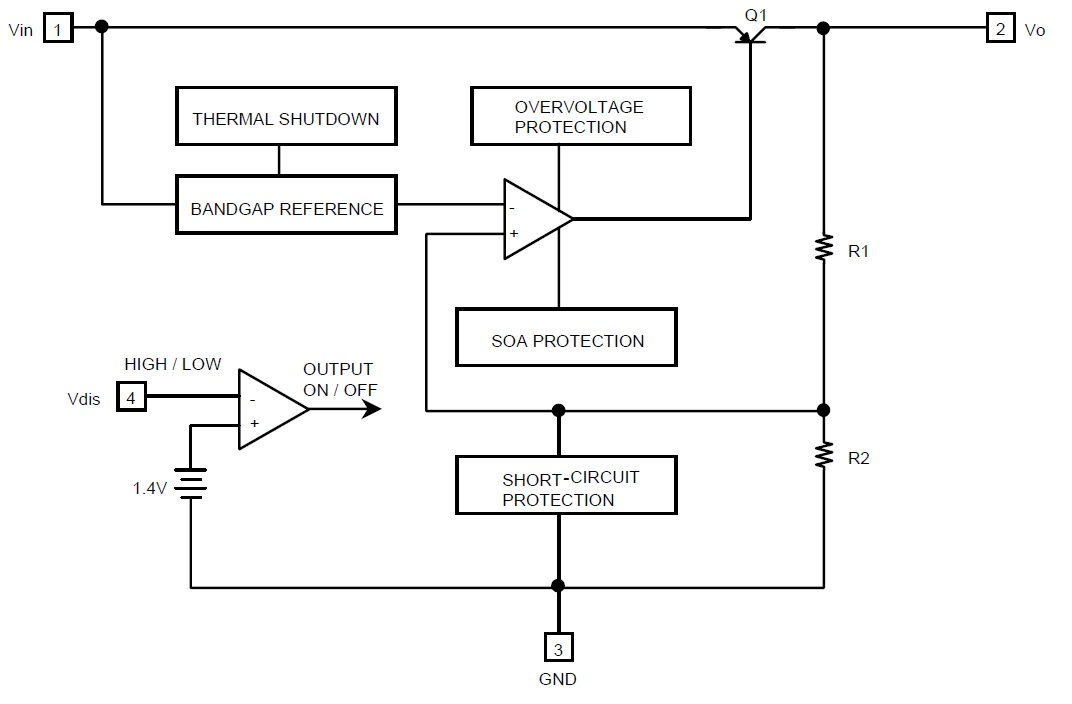 Q1
Vin 1
2 Vo
THERMAL SHUTDOWN
OVERVOLTAGE
PROTECTION
BANDGAP REFERENCE
-
+
R1
SOA PROTECTION
HIGH / LOW
OUTPUT
ON / OFF
Vdis 4
-
+
1.4V
SHORT-CIRCUIT
PROTECTION
R2
3
GND